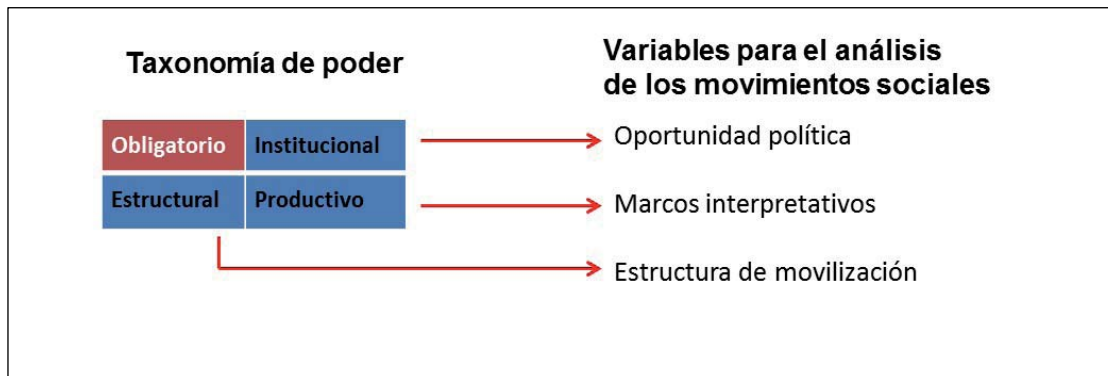 Taxonomía de poder
Variables para el análisis
de los movimientos sociales
Obligatorio Institucional
Estructural Productivo
Oportunidad política
Marcos interpretativos
Estructura de movilización